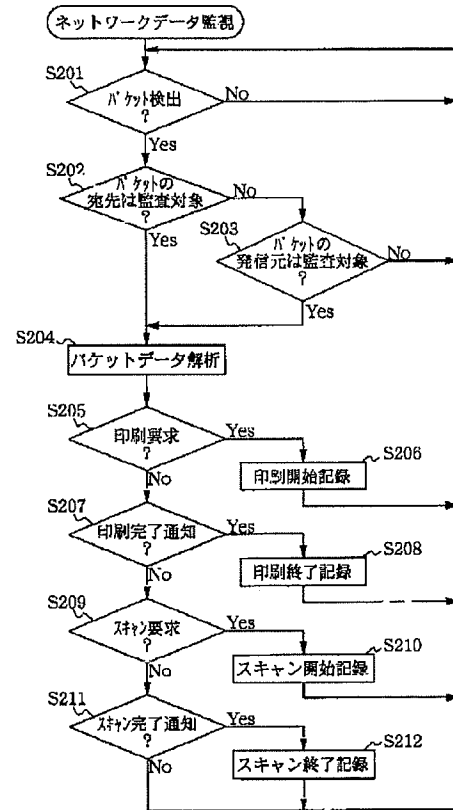 ネットワークデータ監視
S201
パケット検出
?
No
Yes
S202
パケットの
宛先は監査対象
?
No
Yes
S203
パケットの
発信元は監査対象
?
No
Yes
S204
パケットデータ解析
S205
印刷要求
?
Yes
No
S206
印刷開始記録
S207
印刷完了通知
?
Yes
No
S208
印刷終了記録
S209
スキャン要求
?
Yes
No
S210
スキャン開始記録
S211
スキャン完了通知
?
Yes
No
S212
スキャン終了記録